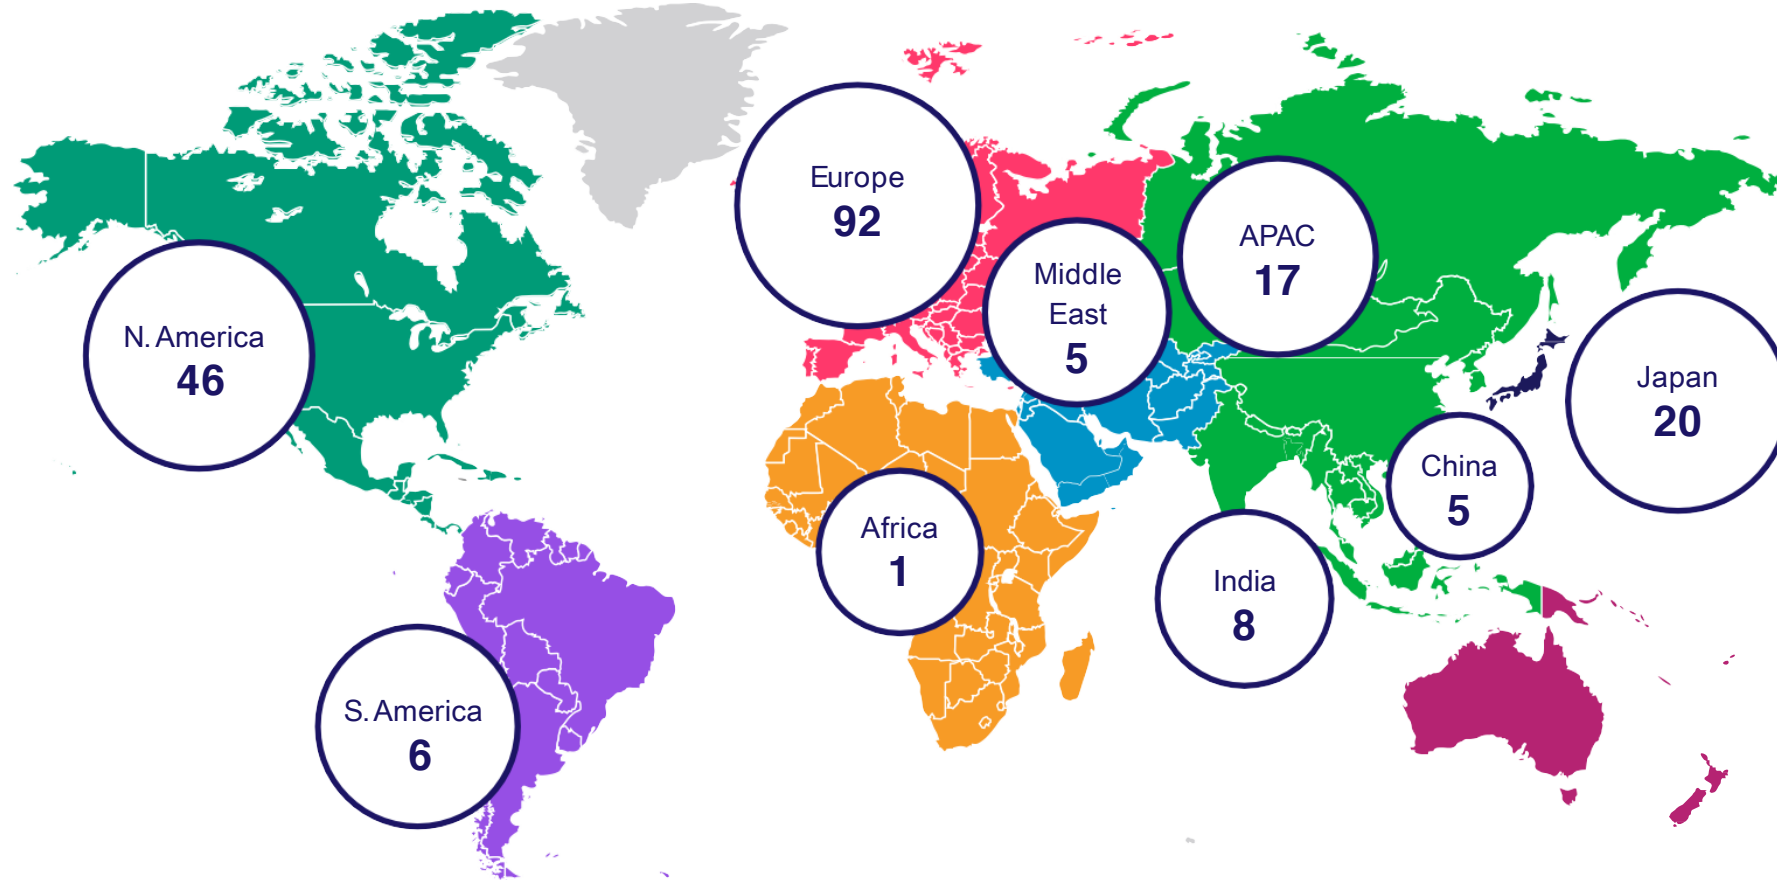 Europe
92
APAC
17
Middle
East
5
N. America
46
Japan
20
China
5
Africa
1
India
8
S. America
6